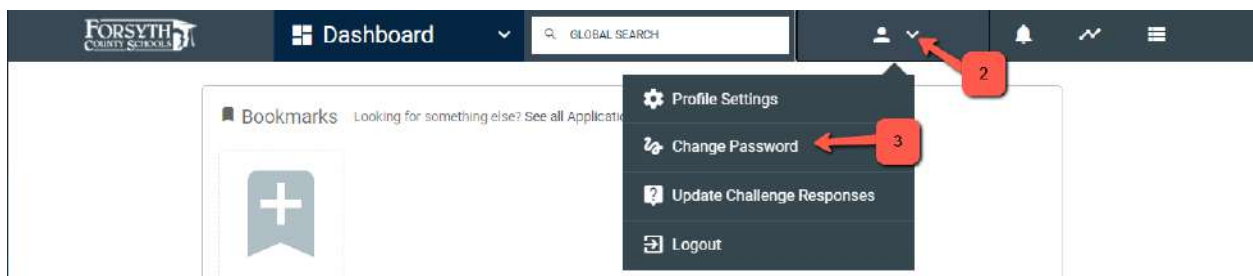 FORSYTH
COUNTY SCHOOLS
Dashboard
GLOBAL SEARCH
2
Bookmarks Looking for something else? See all Applicatio
Profile Settings
Change Password
3
Update Challenge Responses
Logout